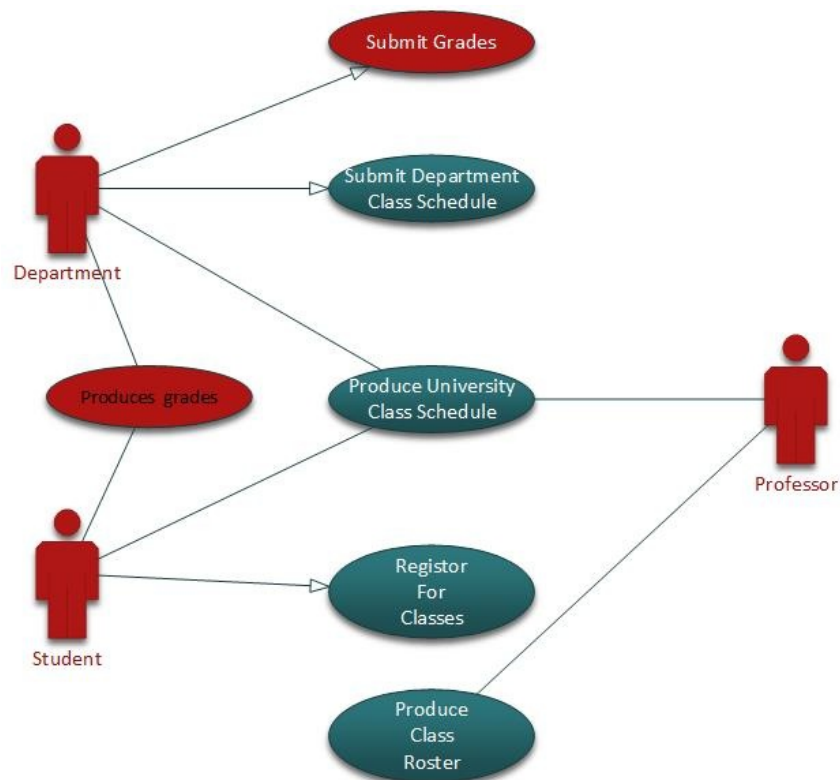 Submit Grades
Submit Department
Class Schedule
Department
Produces grades
Produce University
Class Schedule
Professor
Registor
For
Classes
Student
Produce
Class
Roster